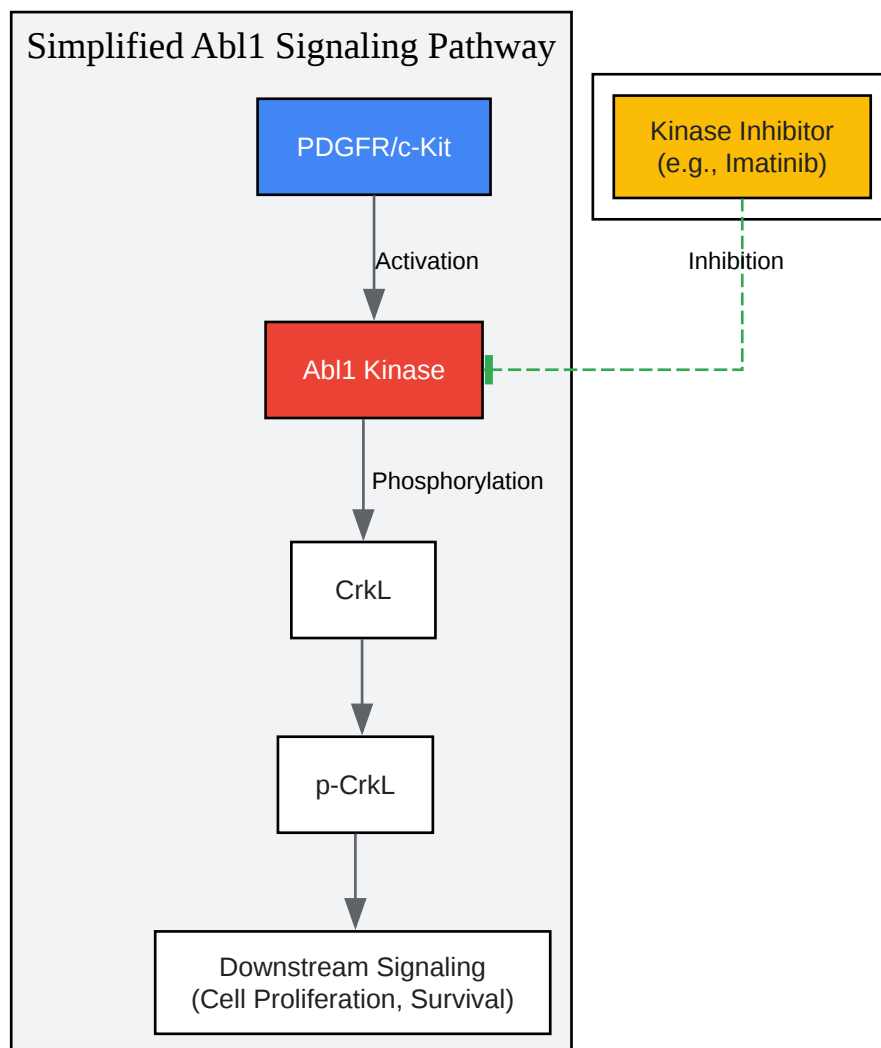 Simplified Abl1 Signaling Pathway
PDGFR/c-Kit
Kinase Inhibitor
(e.g., Imatinib)
Activation
Inhibition
Abl1 Kinase
Phosphorylation
CrkL
p-CrkL
Downstream Signaling
(Cell Proliferation, Survival)